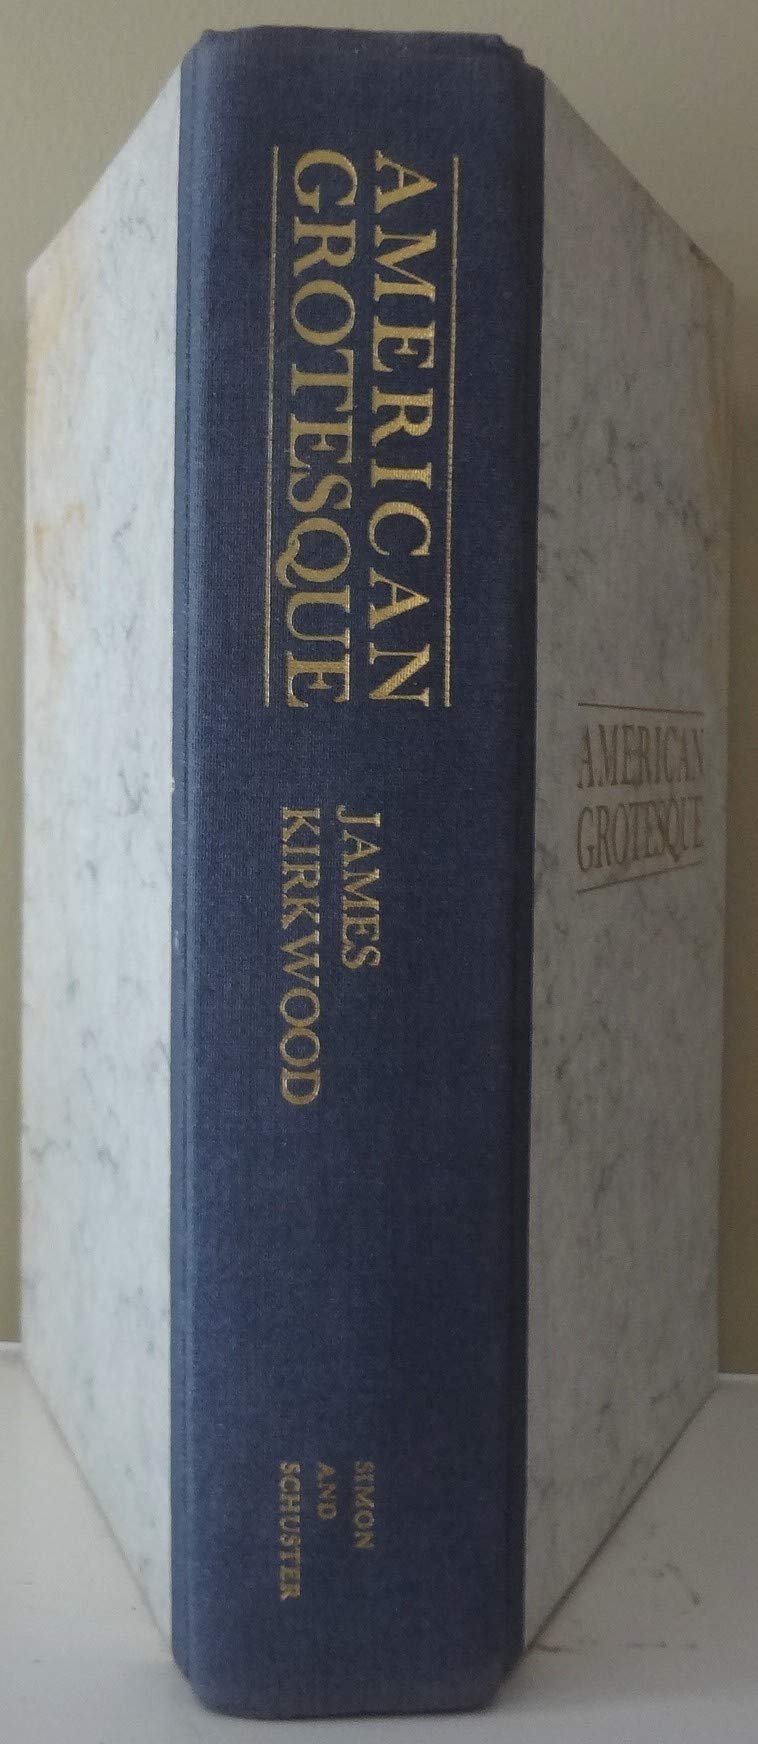 AMERICAN
GROTESQUE
JAMES
KIRKWOOD
SIMON
AND
SCHUSTER
AMERICAN
GROTESQUE